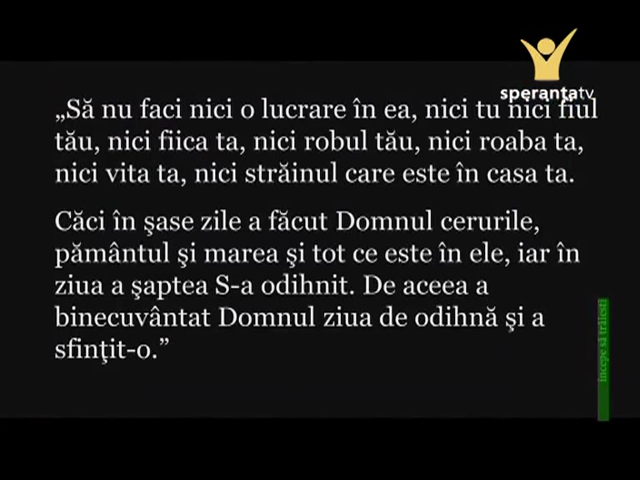 sperantatv
„Să nu faci nici o lucrare în ea, nici tu nici fiul
tău, nici fiica ta, nici robul tău, nici roaba ta,
nici vita ta, nici străinul care este în casa ta.
Căci în şase zile a făcut Domnul cerurile,
pământul şi marea şi tot ce este în ele, iar în
ziua a şaptea S-a odihnit. De aceea a
binecuvântat Domnul ziua de odihnă şi a
sfinţit-o.”
începe să trăiești